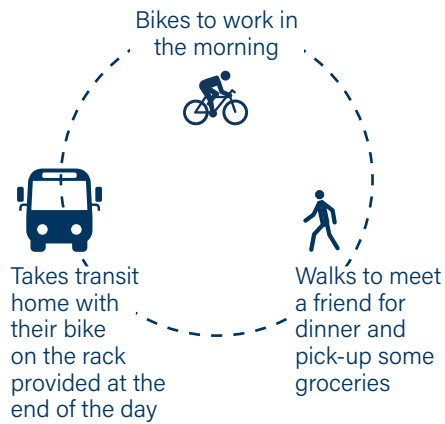 Bikes to work in
the morning
Takes transit
home with
their bike
on the rack
provided at the
end of the day
Walks to meet
a friend for
dinner and
pick-up some
groceries